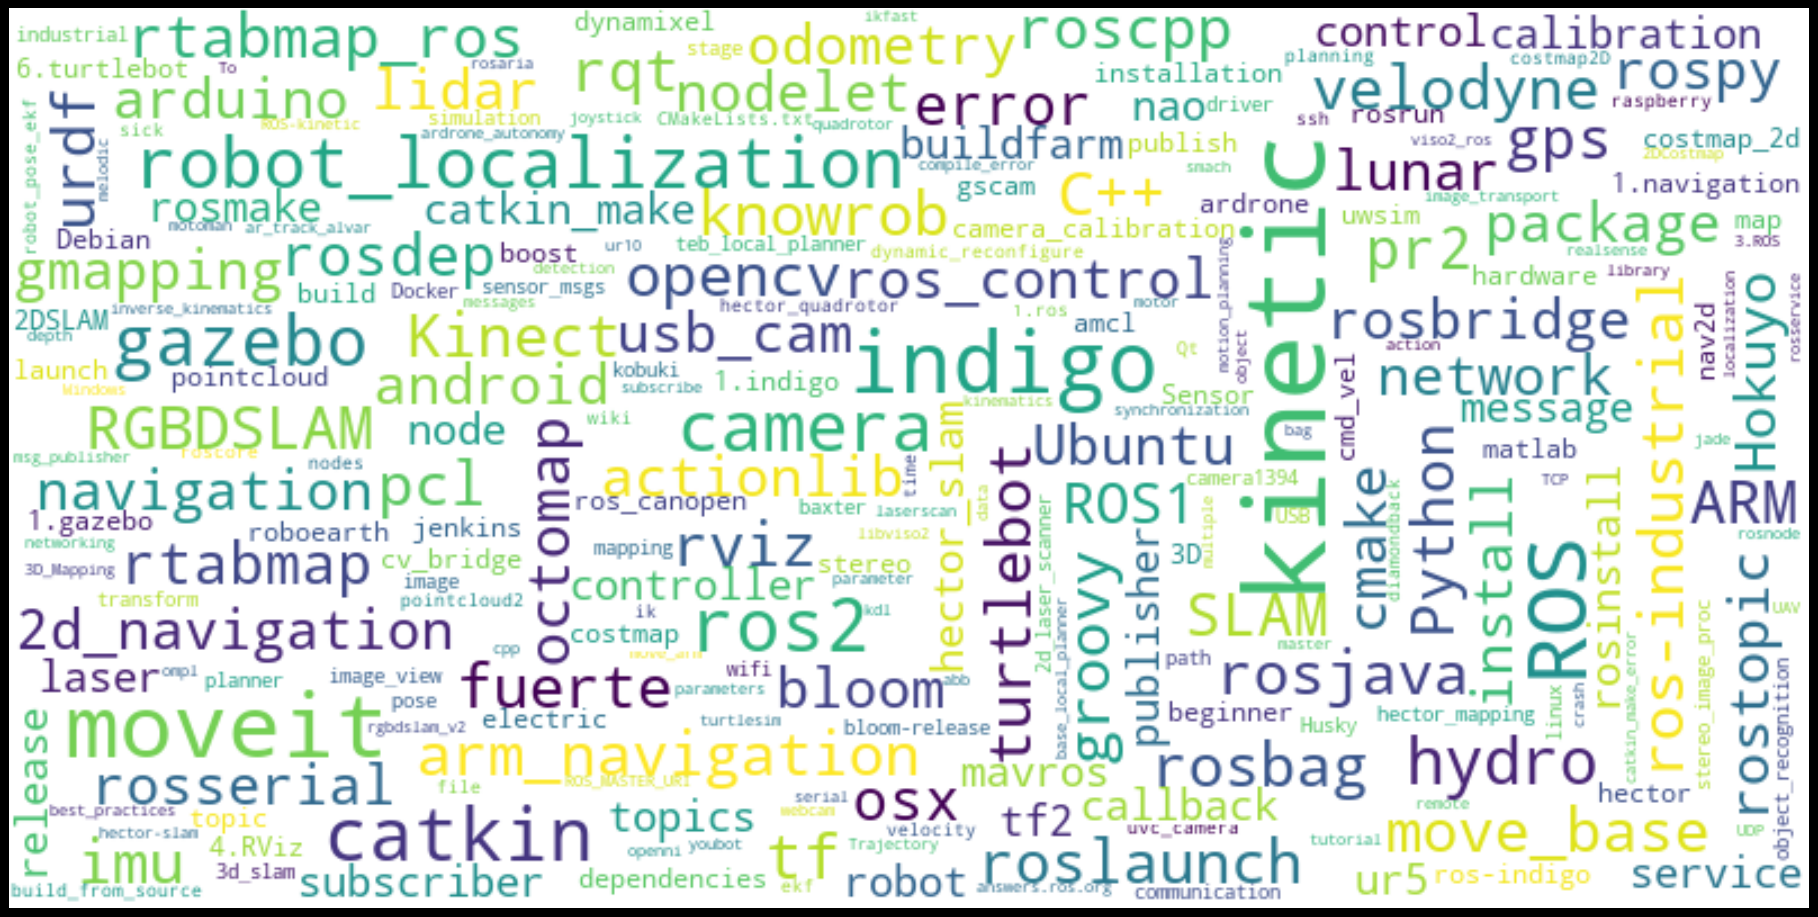 industrial
rtabmap_ros
dynamixel
ikfast
roscpp
control
calibration
stage
odometry
6.turtlebot
To
rosaria
rqt
installation
planning
costmap2D
rospy
arduino
lidar
nodelet
error
nao
driver
velodyne
raspberry
robot_pose_ekf
urdf
melodic
sick
ROS-kinetic
simulation
joystick
CMakeLists.txt
quadrotor
ardrone_autonomy
buildfarm
publish
ssh
rosrun
viso2_ros
gps
costmap_2d
2DCostmap
robot_localization
compile_error
smach
lunar
1.navigation
gscam
C++
ardrone
image_transport
rosmake
catkin_make
knowrob
camera_calibration
uwsim
package
map
motoman
ar_track_alvar
Debian
3.ROS
gmapping
rosdep
boost
ur10
teb_local_planner
dynamic_reconfigure
pr2
realsense
hardware
library
detection
opencv
ros_control
motion_planning
kinetic
build
Docker
sensor_msgs
messages
hector_quadrotor
1.ros
motor
2DSLAM
inverse_kinematics
depth
gazebo
Kinect
usb_cam
indigo
amcl
Qt
object
rosbridge
action
nav2d
localization
Hokuyo
rosservice
launch
Windows
pointcloud
android
kobuki
subscribe
1.indigo
Sensor
cmd_vel
network
ros-industrial
RGBDSLAM
node
wiki
camera
kinematics
synchronization
message
msg_publisher
roscore
nodes
octomap
hector_slam
Ubuntu
bag
matlab
jade
navigation
pcl
actionlib
time
turtlebot
camera1394
TCP
ARM
1.gazebo
ros_canopen
baxter
laserscan
data
ROS1
multiple
USB
cmake
diamondback
Python
install
rosinstall
networking
roboearth
jenkins
libviso2
2d_laser_scanner
rosnode
3D_Mapping
rtabmap
cv_bridge
mapping
rviz
stereo
groovy
publisher
3D
ROS
rostopic
image
controller
parameter
transform
pointcloud2
ik
kdl
SLAM
UAV
2d_navigation
costmap
ros2
base_local_planner
master
catkin_make_error
stereo_image_proc
cpp
move_arm
laser
ompl
planner
image_view
fuerte
wifi
parameters
bloom
abb
path
rosjava
linux
crash
object_recognition
moveit
pose
rgbdslam_v2
electric
turtlesim
bloom-release
beginner
Husky
hector_mapping
release
arm_navigation
rosserial
file
ROS_MASTER_URI
mavros
rosbag
hydro
hector
best_practices
serial
osx
callback
remote
topic
catkin
topics
webcam
velocity
tf2
uvc_camera
tutorial
move_base
UDP
hector-slam
imu
4.RViz
openni
youbot
tf
Trajectory
roslaunch
3d_slam
build_from_source
subscriber
dependencies
ekf
robot
answers.ros.org
communication
ur5
ros-indigo
service